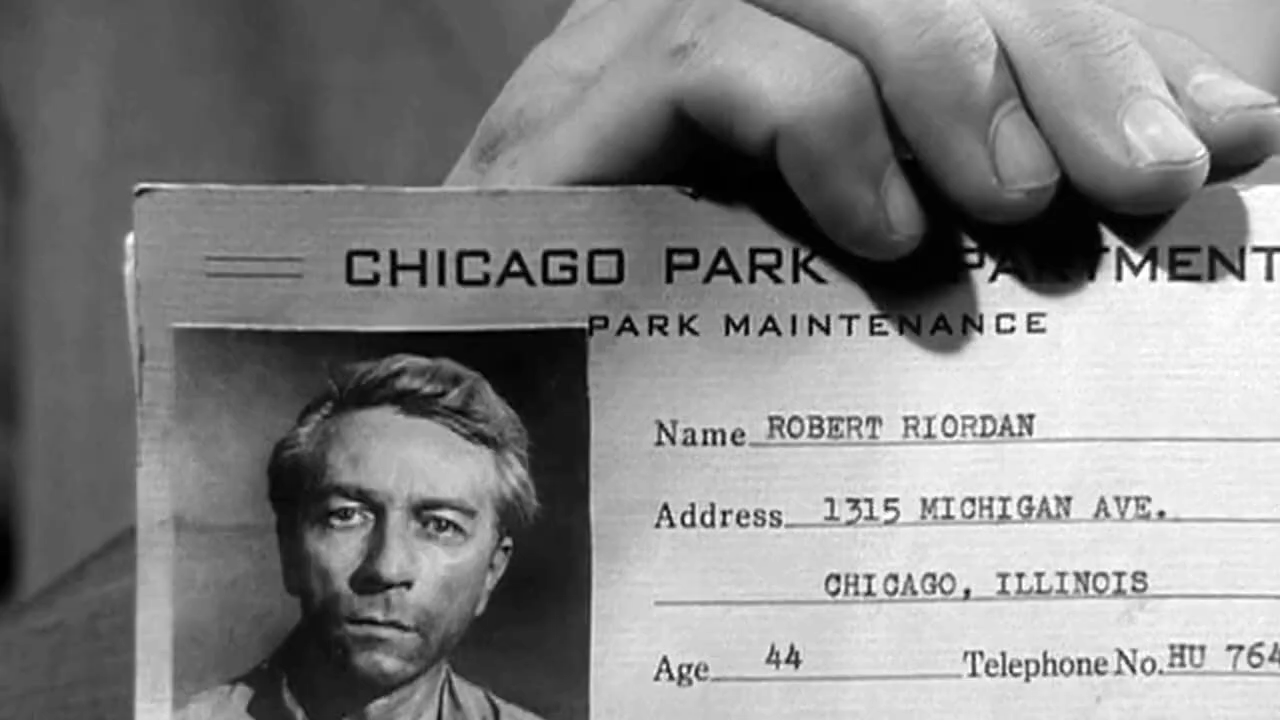 CHICAGO PARK DEPARTMENT
PARK MAINTENANCE
Name ROBERT RIORDAN
Address 1315 MICHIGAN AVE.
CHICAGO, ILLINOIS
Age 44 Telephone No. HU 764